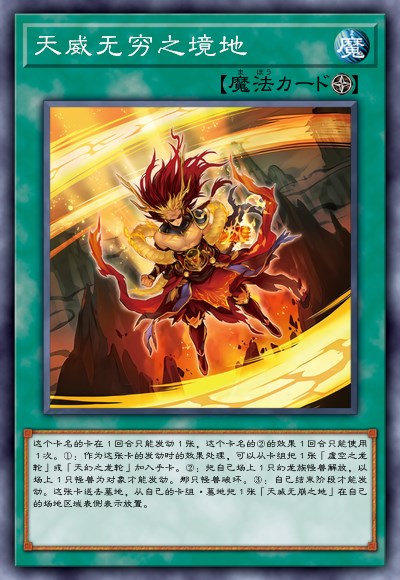 天威无穷之境地
魔
【魔法カード】
まほう
这个卡名的卡在1回合只能发动1张，这个卡名的②的效果1回合只能使用
1次。①：作为这张卡的发动时的效果处理，可以从卡组把1张「虚空之龙
轮」或「天幻之龙轮」加入手卡。②：把自己场上1只幻龙族怪兽解放，以
场上1只怪兽为对象才能发动。那只怪兽破坏。③：自己结束阶段才能发
动。这张卡送去墓地，从自己的卡组·墓地把1张「天威无崩之地」在自己
的场地区域表侧表示放置。